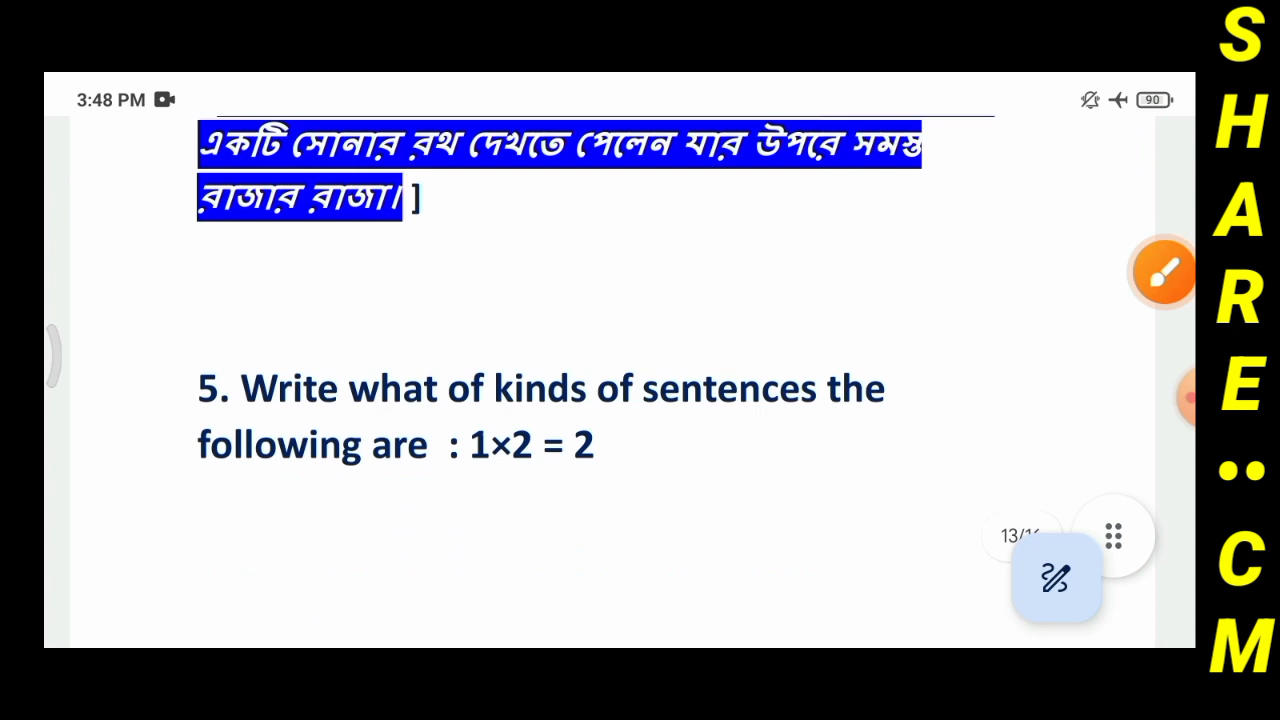 3:48 PM
90
একটি সোনার রথ দেখতে পেলেন যার উপরে সমস্ত
রাজার রাজা। ]
5. Write what of kinds of sentences the
following are : 1×2 = 2
13/
SHARE··CM